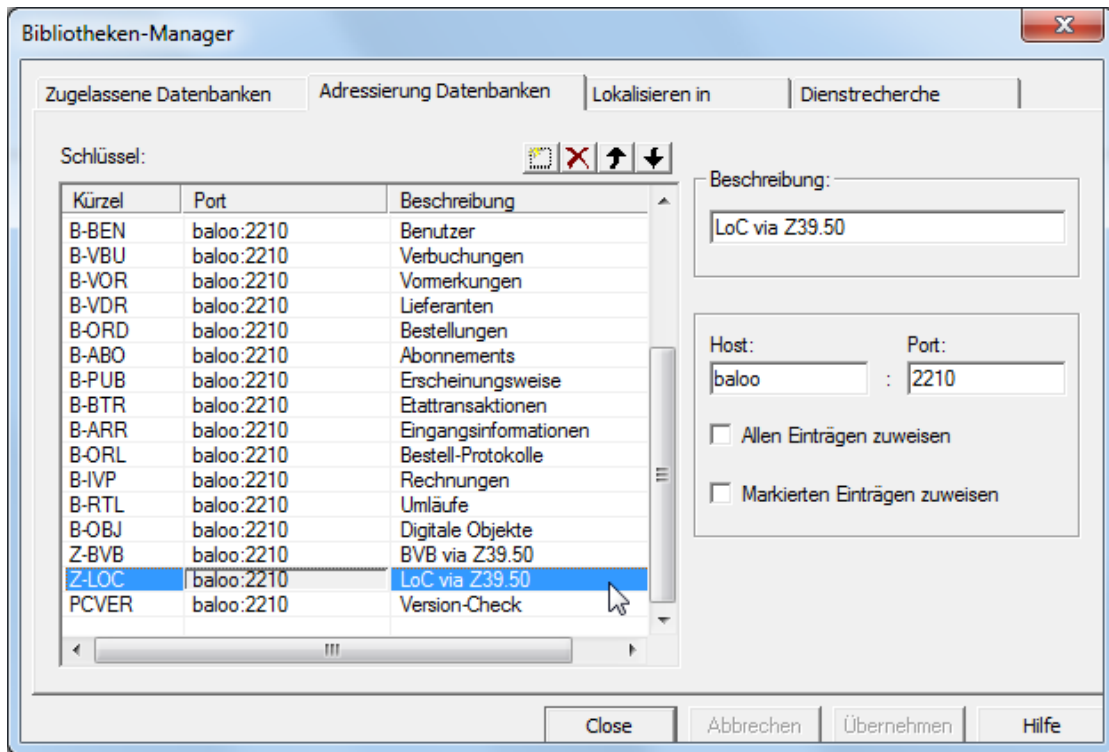 Bibliotheken-Manager
Zugelassene Datenbanken Adressierung Datenbanken Lokalisieren in Dienstrecherche
Schlüssel:
Kürzel Port Beschreibung
B-BEN baloo:2210 Benutzer
B-VBU baloo:2210 Verbuchungen
B-VOR baloo:2210 Vormerkungen
B-VDR baloo:2210 Lieferanten
B-ORD baloo:2210 Bestellungen
B-ABO baloo:2210 Abonnements
B-PUB baloo:2210 Erscheinungsweise
B-BTR baloo:2210 Etattransaktionen
B-ARR baloo:2210 Eingangsinformationen
B-ORL baloo:2210 Bestell-Protokolle
B-IVP baloo:2210 Rechnungen
B-RTL baloo:2210 Umläufe
B-OBJ baloo:2210 Digitale Objekte
Z-BVB baloo:2210 BVB via Z39.50
Z-LOC baloo:2210 LoC via Z39.50
PCVER baloo:2210 Version-Check
Beschreibung:
LoC via Z39.50
Host: Port:
baloo : 2210
Allen Einträgen zuweisen
Markierten Einträgen zuweisen
Close Abbrechen Übernehmen Hilfe